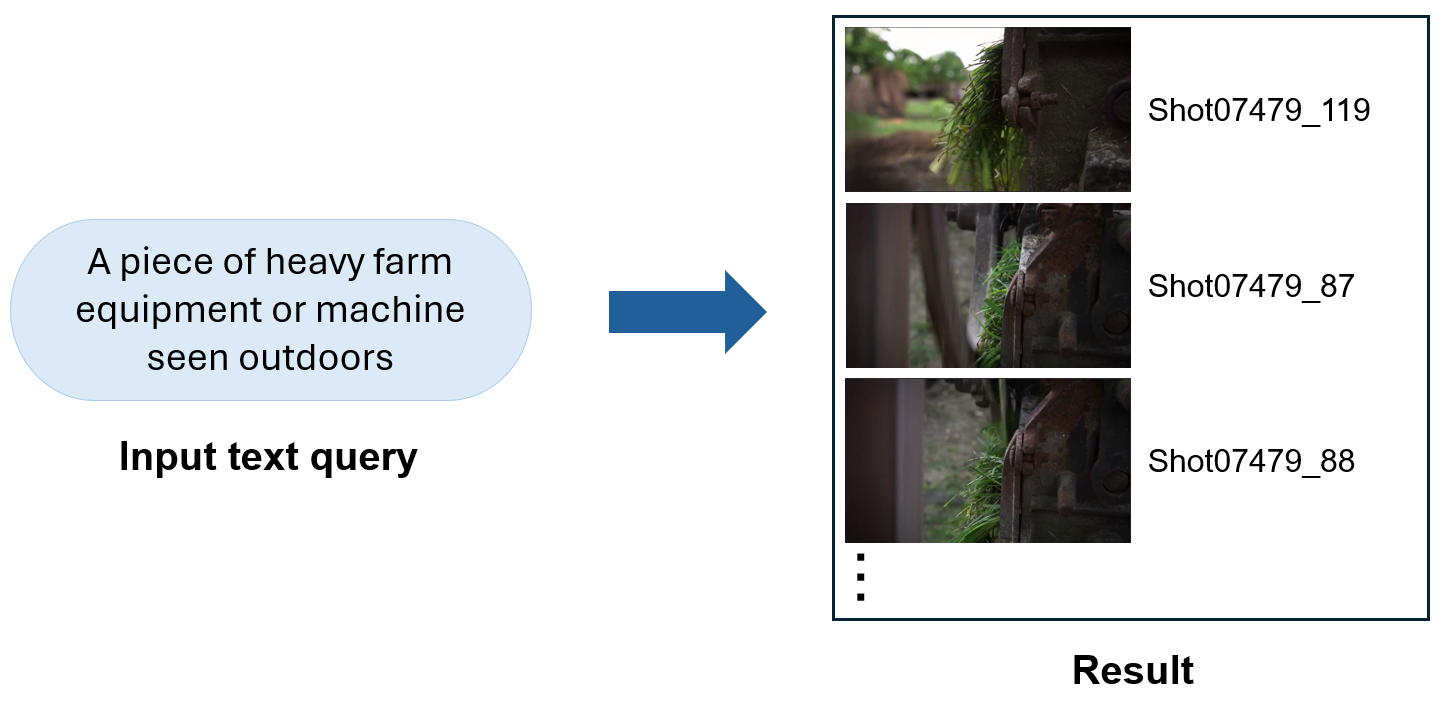 A piece of heavy farm
equipment or machine
seen outdoors
Input text query
Shot07479_119
Shot07479_87
Shot07479_88
Result